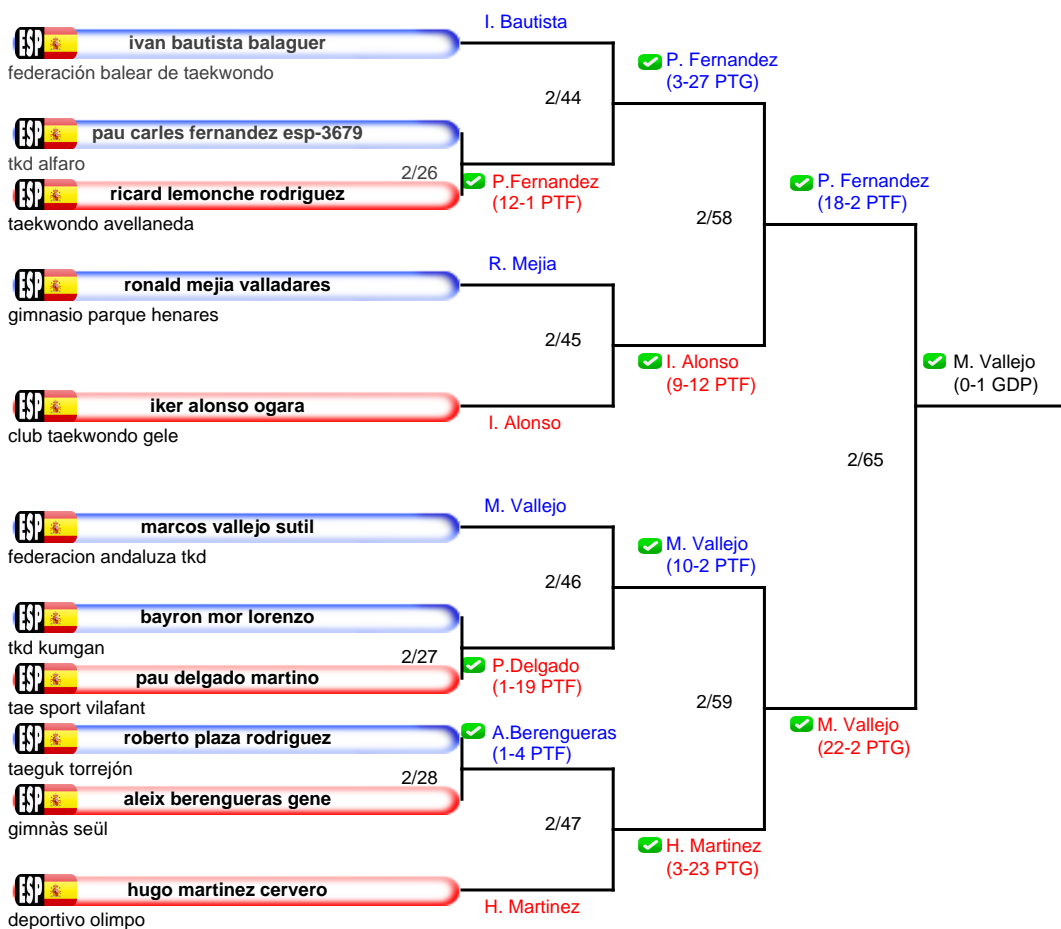 I. Bautista
ESP ivan bautista balaguer
federación balear de taekwondo
P. Fernandez
(3-27 PTG)
2/44
ESP pau carles fernandez esp-3679
tkd alfaro
2/26
P.Fernandez
(12-1 PTF)
ESP ricard lemonche rodriguez
taekwondo avellaneda
P. Fernandez
(18-2 PTF)
2/58
R. Mejia
ESP ronald mejia valladares
gimnasio parque henares
2/45
I. Alonso
(9-12 PTF)
M. Vallejo
(0-1 GDP)
ESP iker alonso ogara
I. Alonso
club taekwondo gele
2/65
M. Vallejo
ESP marcos vallejo sutil
federacion andaluza tkd
M. Vallejo
(10-2 PTF)
2/46
ESP bayron mor lorenzo
tkd kumgan
2/27
P.Delgado
(1-19 PTF)
ESP pau delgado martino
tae sport vilafant
2/59
M. Vallejo
(22-2 PTG)
ESP roberto plaza rodriguez
A.Berengueras
(1-4 PTF)
taeguk torrejón
2/28
ESP aleix berengueras gene
gimnàs seül
2/47
H. Martinez
(3-23 PTG)
ESP hugo martinez cervero
H. Martinez
deportivo olimpo